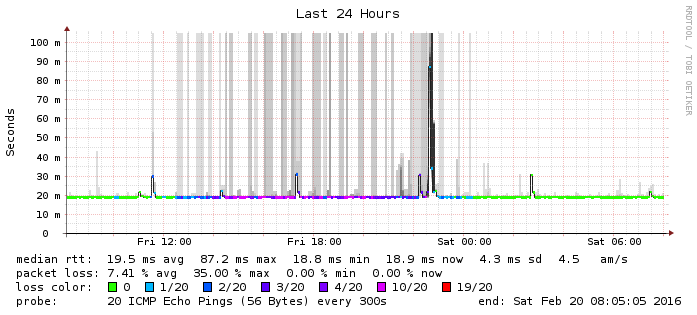 Last 24 Hours
RRDTOOL / TOBI OETIKER
Seconds
100 m
90 m
80 m
70 m
60 m
50 m
40 m
30 m
20 m
10 m
0
Fri 12:00 Fri 18:00 Sat 00:00 Sat 06:00
median rtt: 19.5 ms avg 87.2 ms max 18.8 ms min 18.9 ms now 4.3 ms sd 4.5 am/s
packet loss: 7.41 % avg 35.00 % max 0.00 % min 0.00 % now
loss color: 0 1/20 2/20 3/20 4/20 10/20 19/20
probe: 20 ICMP Echo Pings (56 Bytes) every 300s end: Sat Feb 20 08:05:05 2016